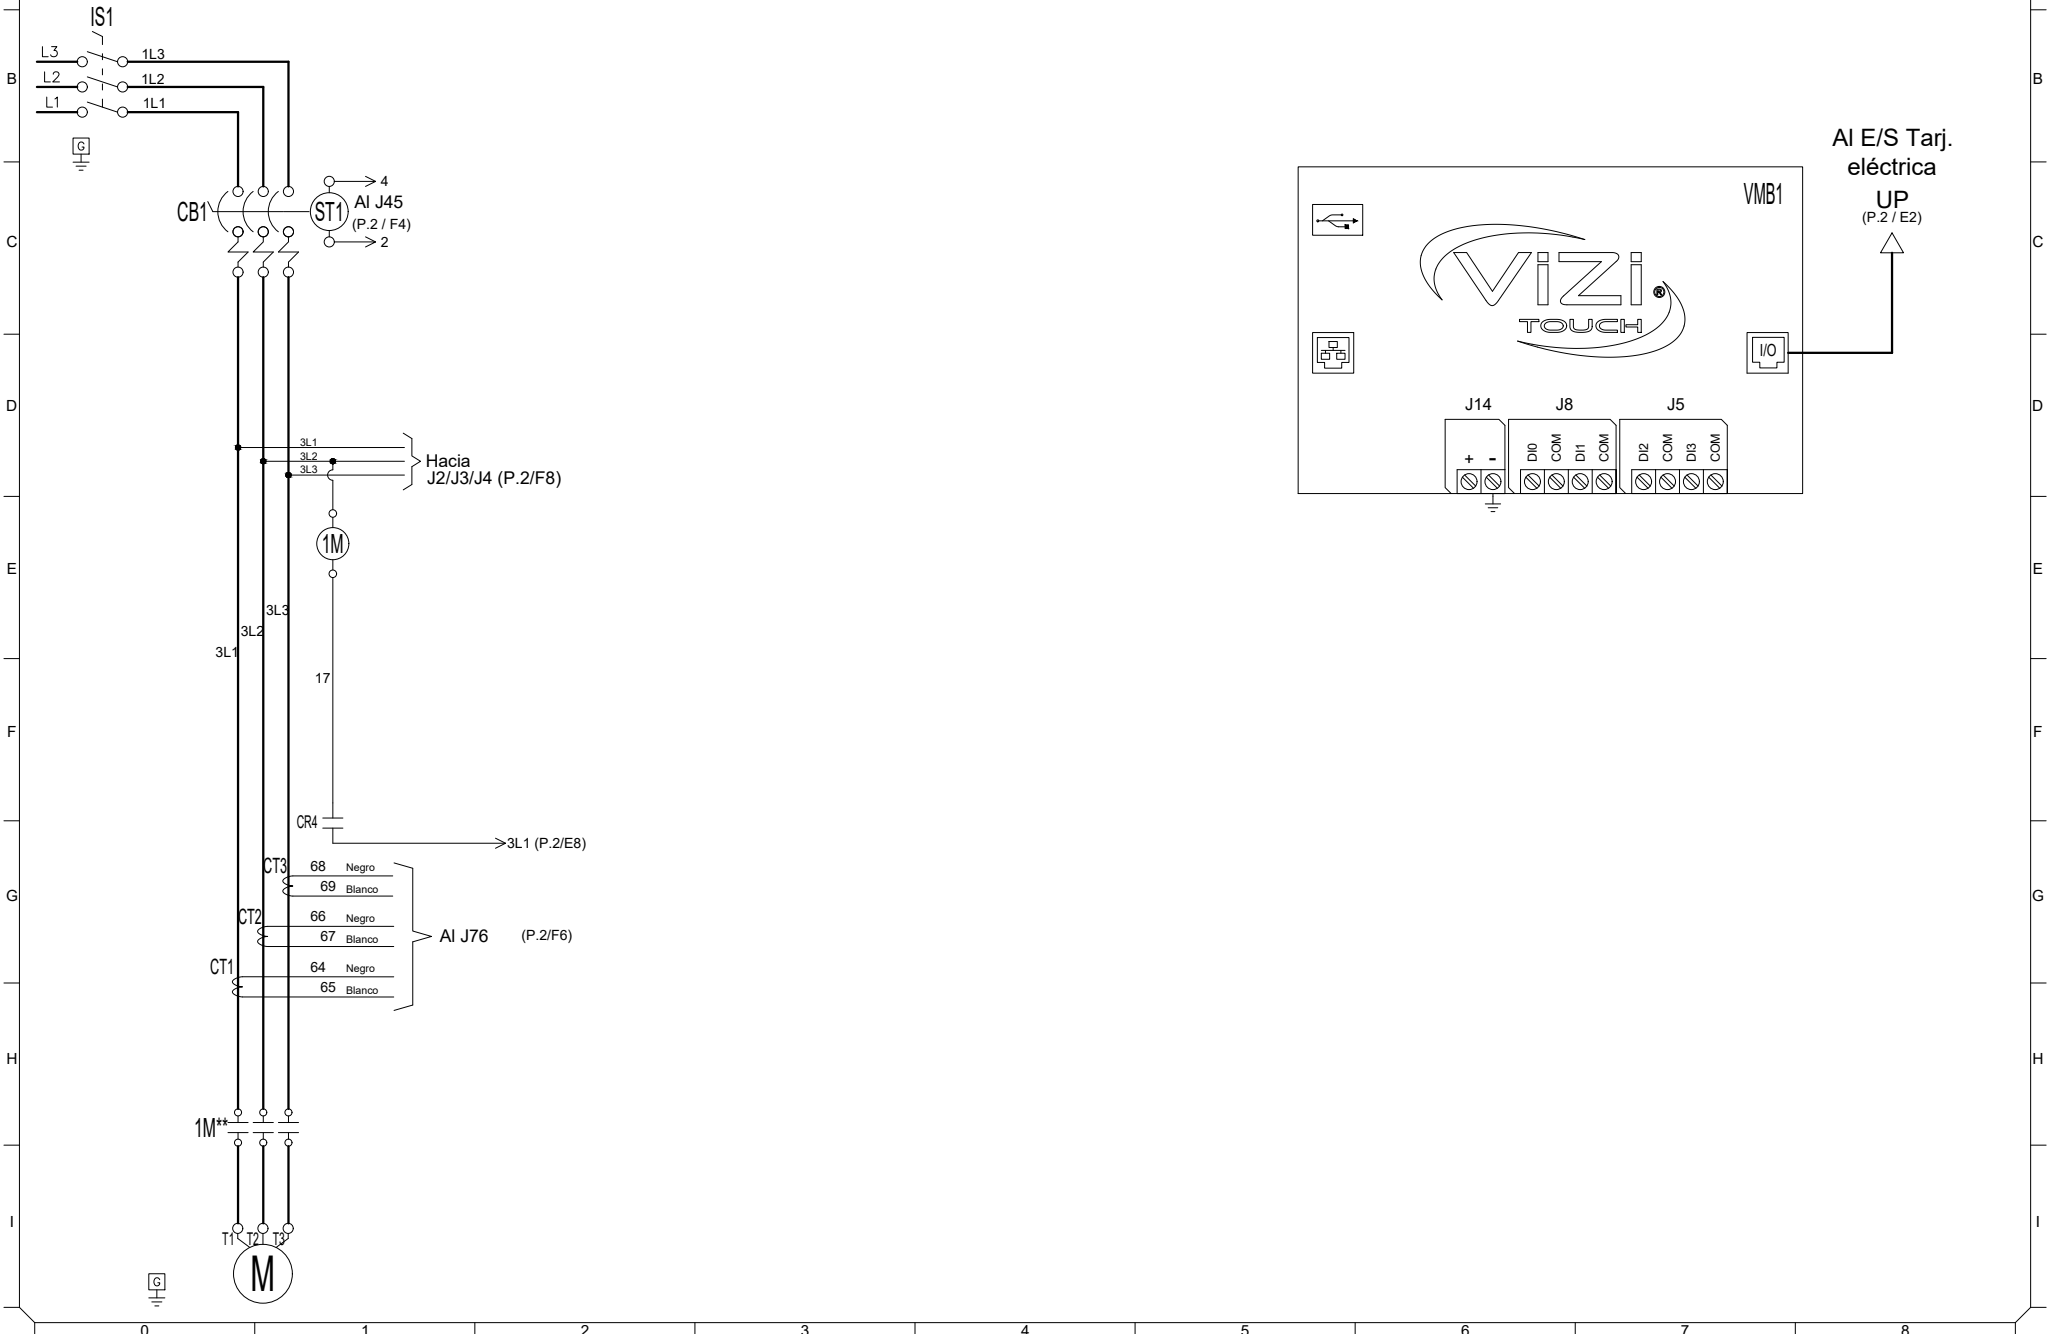 IS1
L3 1L3
L2 1L2
L1 1L1
B B
G
Al E/S Tarj.
eléctrica
UP
(P.2 / E2)
4
CB1 ST1 Al J45
(P.2 / F4)
2
C C
VMB1
ViZi ®
TOUCH
I/O
D D
J14 J8 J5
+ - DI0 COM DI1 COM DI2 COM DI3 COM
3L1
3L2
3L3
Hacia
J2/J3/J4 (P.2/F8)
1M
E E
3L3
3L2
3L1
17
F F
CR4
3L1 (P.2/E8)
CT3 68 Negro
69 Blanco
G G
CT2 66 Negro
67 Blanco
Al J76 (P.2/F6)
CT1 64 Negro
65 Blanco
H H
1M**
I I
T1 T2 T3
M
G
0 1 2 3 4 5 6 7 8